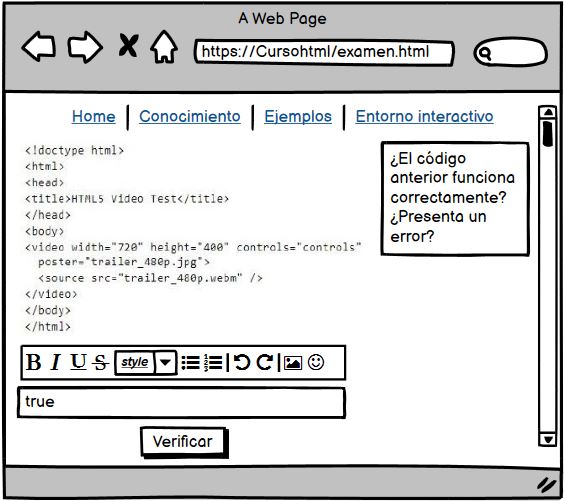 A Web Page
https://Cursohtml/examen.html
Home
Conocimiento
Ejemplos
Entorno interactivo
<!doctype html>
<html>
<head>
<title>HTML5 Video Test</title>
</head>
<body>
<video width="720" height="400" controls="controls"
poster="trailer_480p.jpg">
<source src="trailer_480p.webm" />
</video>
</body>
</html>
¿El código
anterior funciona
correctamente?
¿Presenta un
error?
B I U S style
true
Verificar